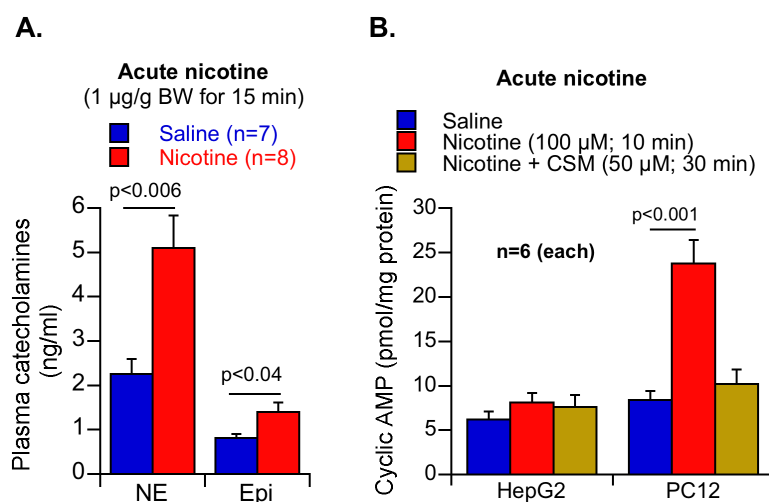 A.
Acute nicotine
(1 µg/g BW for 15 min)
Saline (n=7)
Nicotine (n=8)
Plasma catecholamines
(ng/ml)
6
5
4
3
2
1
0
p<0.006
p<0.04
NE
Epi
B.
Acute nicotine
Saline
Nicotine (100 µM; 10 min)
Nicotine + CSM (50 µM; 30 min)
Cyclic AMP (pmol/mg protein)
30
25
20
15
10
5
0
n=6 (each)
p<0.001
HepG2
PC12